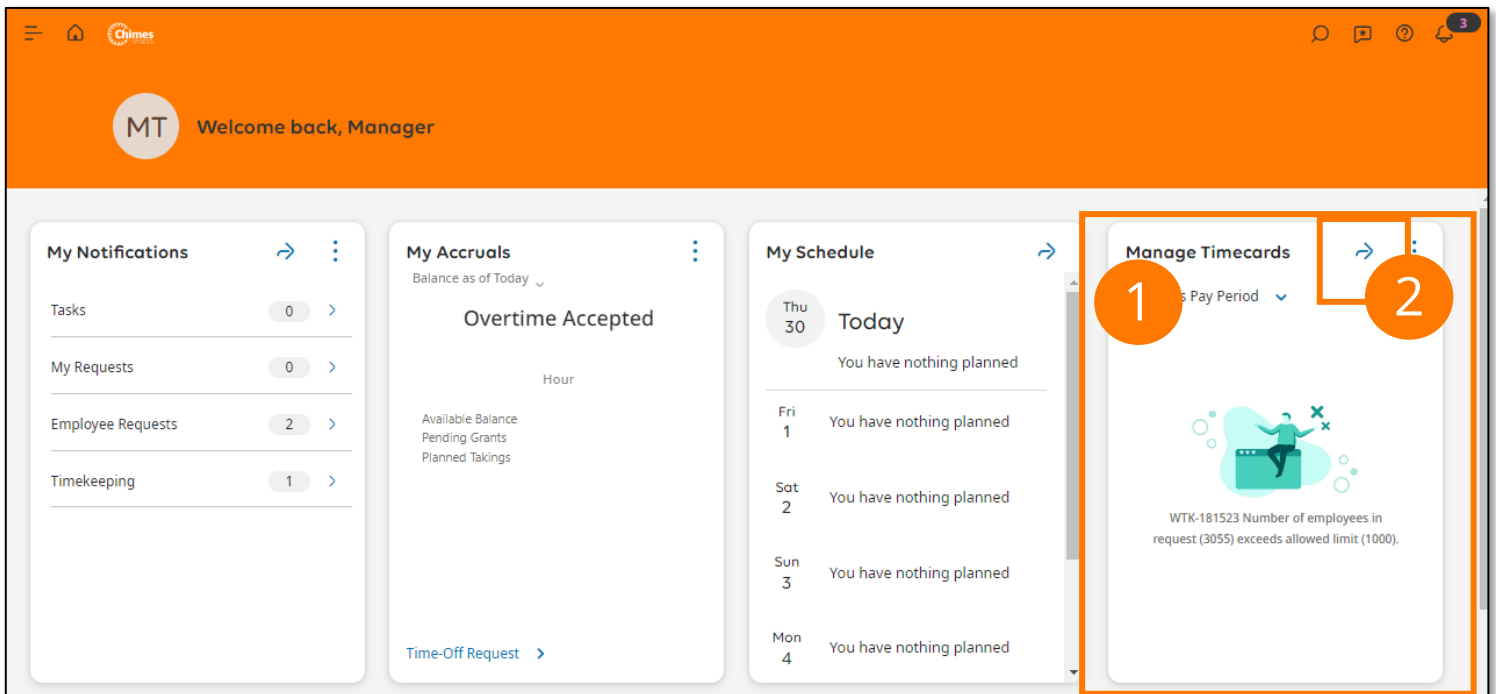 Chimes
3
MT
Welcome back, Manager
My Notifications
Tasks
0
My Requests
0
Employee Requests
2
Timekeeping
1
My Accruals
Balance as of Today
Overtime Accepted
Hour
Available Balance
Pending Grants
Planned Takings
Time-Off Request
My Schedule
Thu
30
Today
You have nothing planned
Fri
1
You have nothing planned
Sat
2
You have nothing planned
Sun
3
You have nothing planned
Mon
4
You have nothing planned
Manage Timecards
1
2
Pay Period
WTK-181523 Number of employees in
request (3055) exceeds allowed limit (1000).